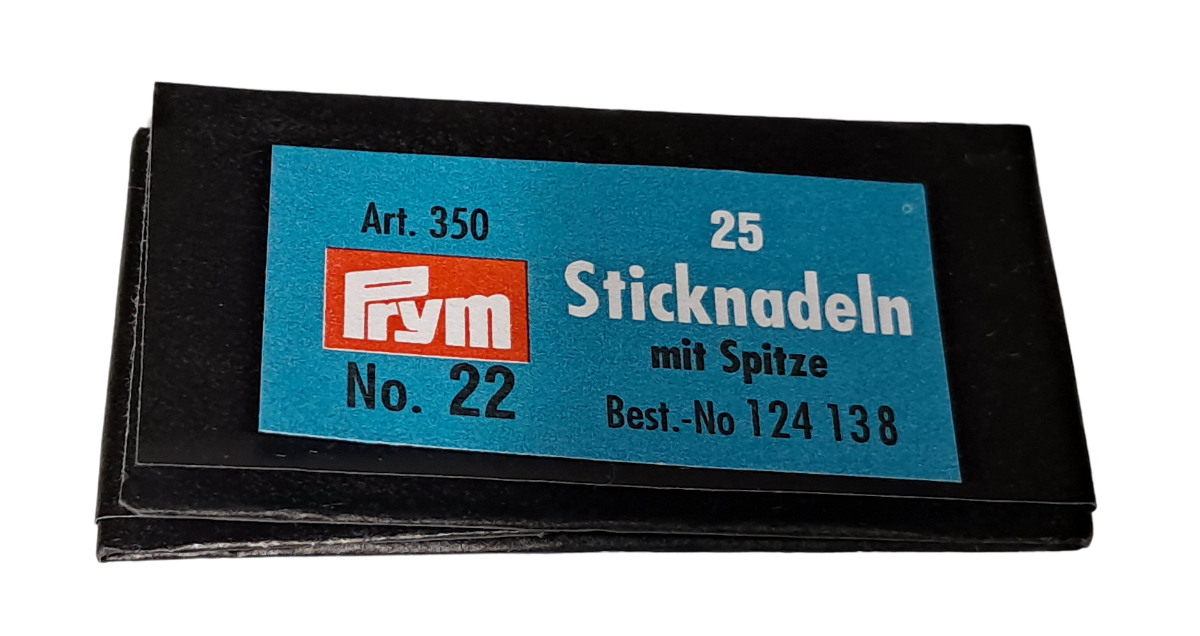 Art. 350
Prym
No. 22
25
Sticknadeln
mit Spitze
Best.-No 124 138